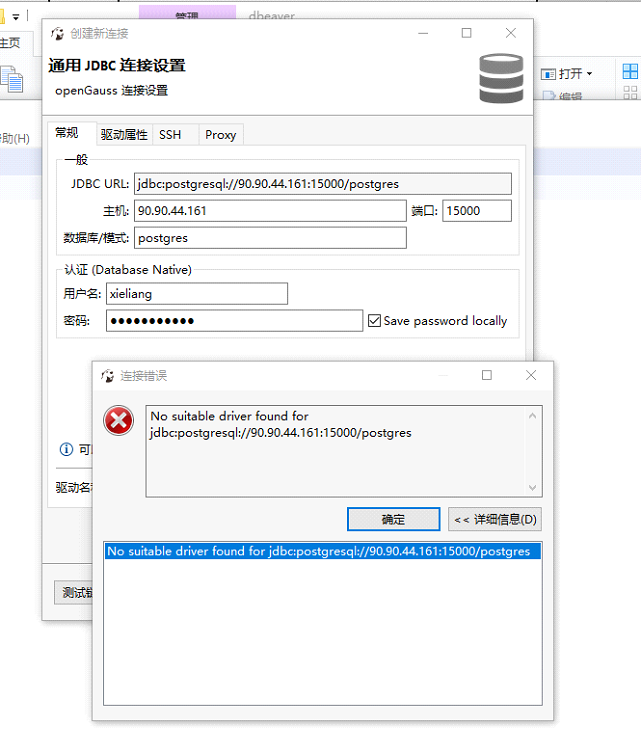 管理
dbeaver
主页
打开
编辑
帮助(H)
创建新连接
通用 JDBC 连接设置
openGauss 连接设置
常规 驱动属性 SSH Proxy
一般
JDBC URL: jdbc:postgresql://90.90.44.161:15000/postgres
主机: 90.90.44.161 端口: 15000
数据库/模式: postgres
认证 (Database Native)
用户名: xieliang
密码: ●●●●●●●●●●●
Save password locally
可
驱动名
测试
连接错误
No suitable driver found for
jdbc:postgresql://90.90.44.161:15000/postgres
确定 << 详细信息(D)
No suitable driver found for jdbc:postgresql://90.90.44.161:15000/postgres